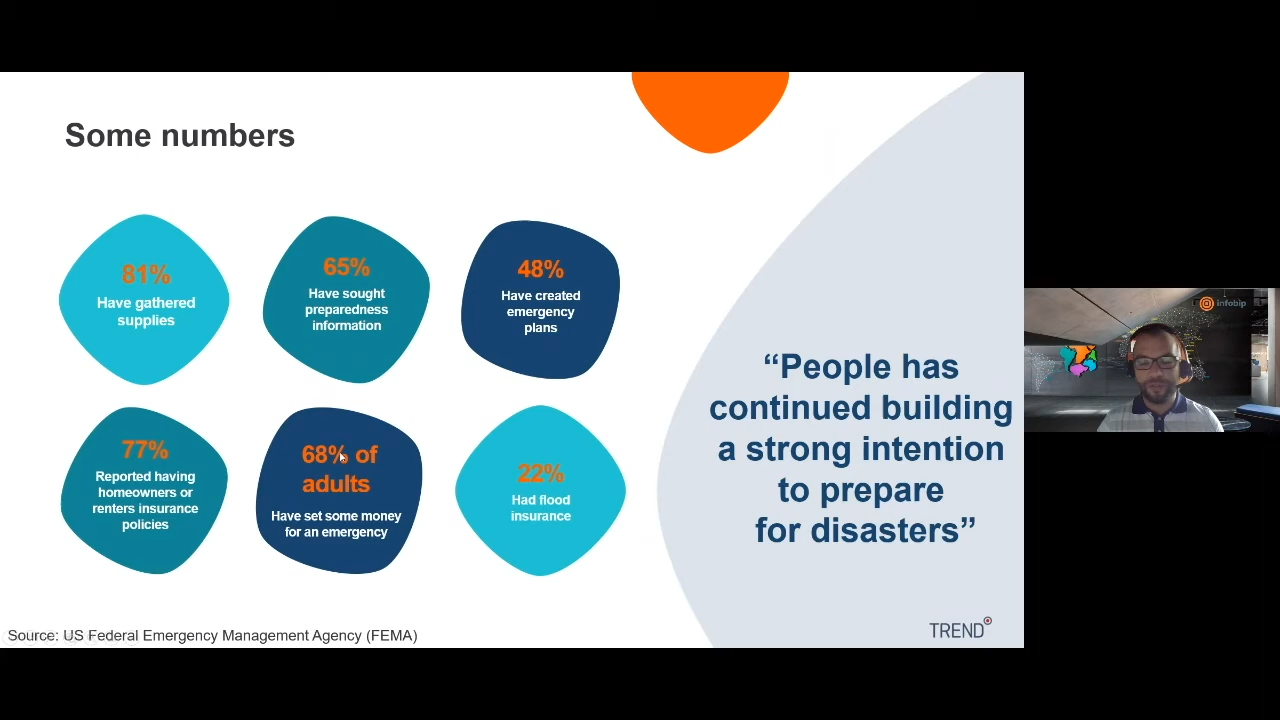 Some numbers
81%
Have gathered
supplies
65%
Have sought
preparedness
information
48%
Have created
emergency
plans
77%
Reported having
homeowners or
renters insurance
policies
68% of
adults
Have set some money
for an emergency
22%
Had flood
insurance
“People has
continued building
a strong intention
to prepare
for disasters”
Source: US Federal Emergency Management Agency (FEMA)
TREND
infobip